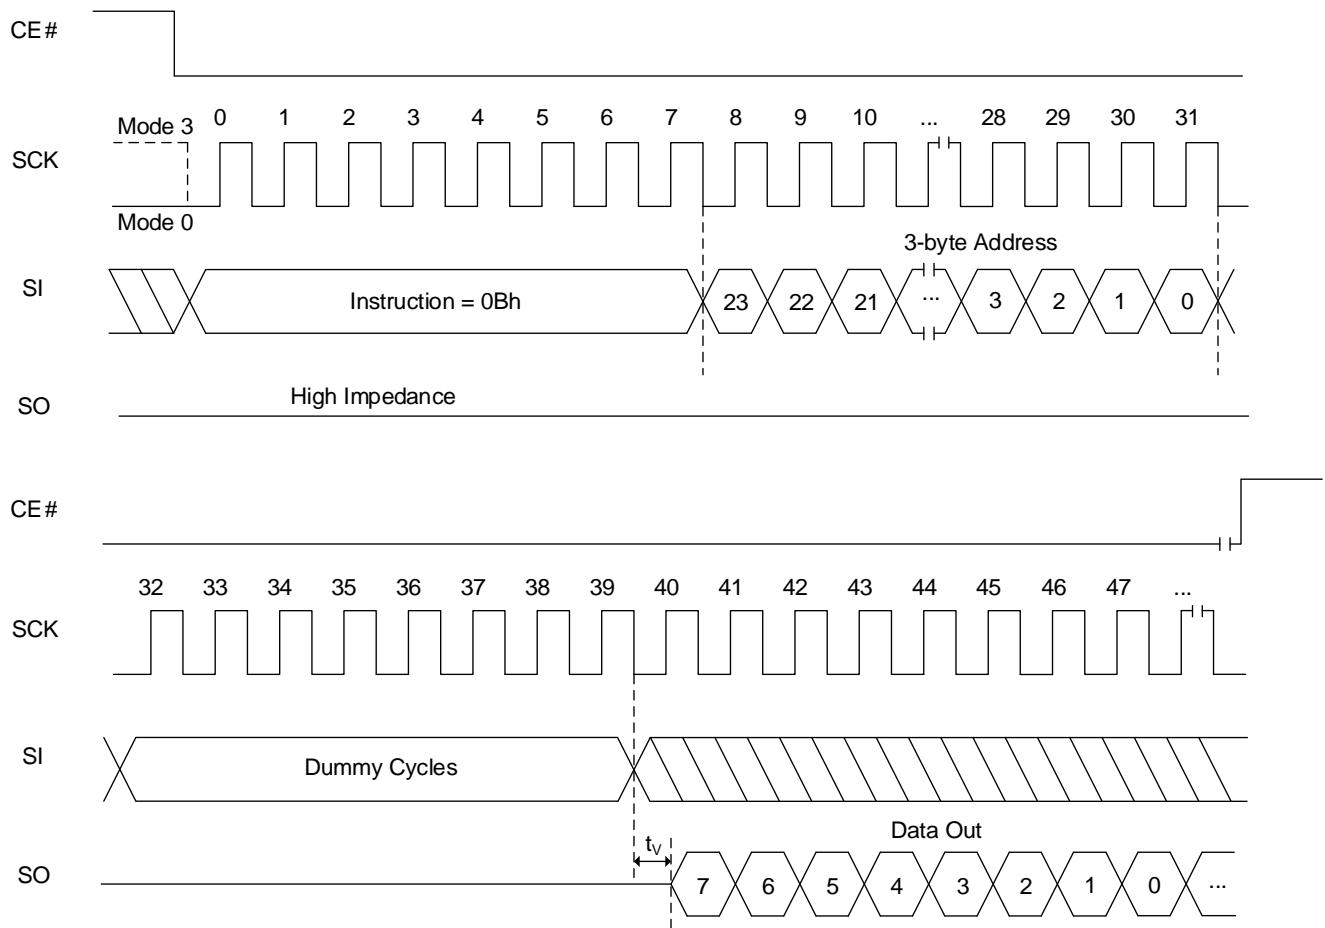 CE#
Mode 3 0 1 2 3 4 5 6 7 8 9 10 ... 28 29 30 31
SCK
Mode 0
3-byte Address
SI Instruction = 0Bh 23 22 21 ... 3 2 1 0
High Impedance
SO
CE#
32 33 34 35 36 37 38 39 40 41 42 43 44 45 46 47 ...
SCK
SI Dummy Cycles
Data Out
tV
SO 7 6 5 4 3 2 1 0 ...